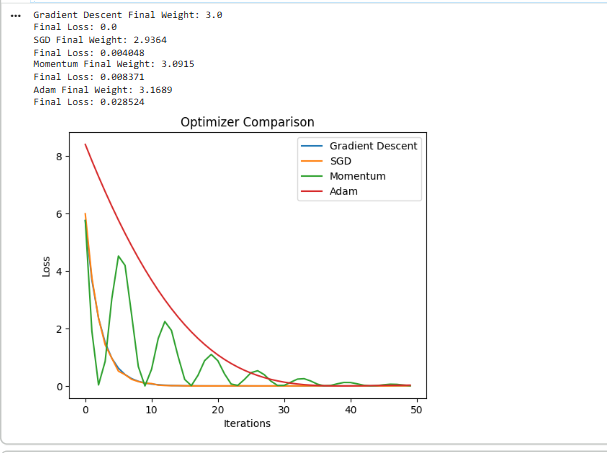 Gradient Descent Final Weight: 3.0
Final Loss: 0.0
SGD Final Weight: 2.9364
Final Loss: 0.004048
Momentum Final Weight: 3.0915
Final Loss: 0.008371
Adam Final Weight: 3.1689
Final Loss: 0.028524
Optimizer Comparison
Gradient Descent
SGD
Momentum
Adam
8
6
4
2
0
Loss
0 10 20 30 40 50
Iterations